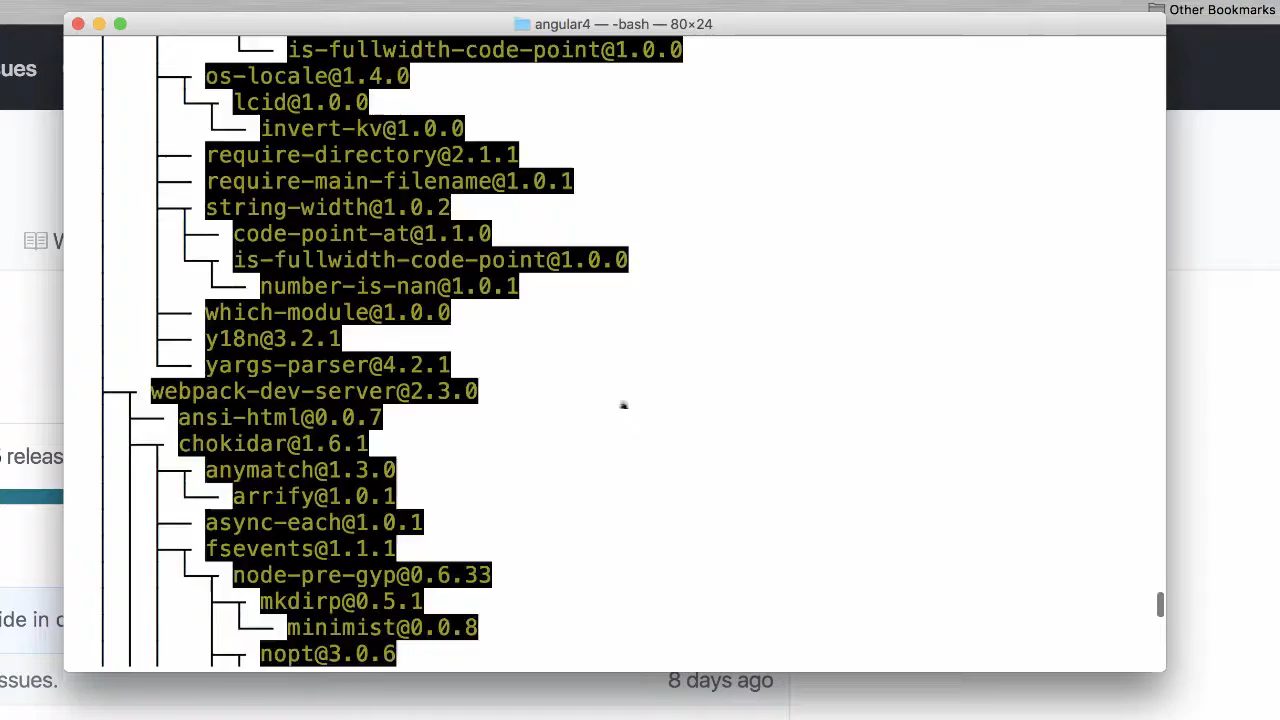 Other Bookmarks
angular4 — -bash — 80×24
ues
is-fullwidth-code-point@1.0.0
os-locale@1.4.0
lcid@1.0.0
invert-kv@1.0.0
require-directory@2.1.1
require-main-filename@1.0.1
string-width@1.0.2
W
code-point-at@1.1.0
is-fullwidth-code-point@1.0.0
number-is-nan@1.0.1
which-module@1.0.0
y18n@3.2.1
yargs-parser@4.2.1
webpack-dev-server@2.3.0
ansi-html@0.0.7
chokidar@1.6.1
releas
anymatch@1.3.0
arrify@1.0.1
async-each@1.0.1
fsevents@1.1.1
node-pre-gyp@0.6.33
mkdirp@0.5.1
ide in
minimist@0.0.8
nopt@3.0.6
ssues.
8 days ago